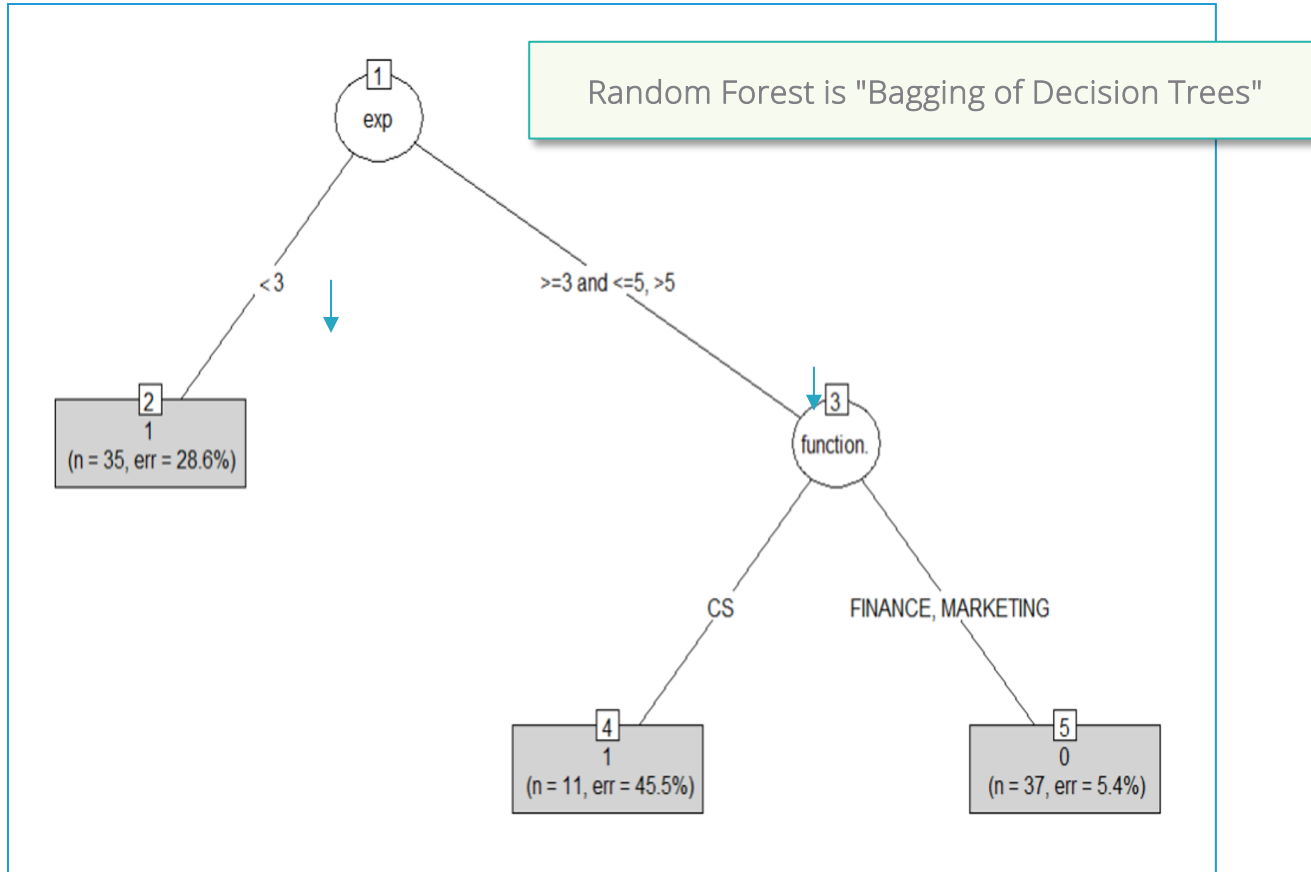 Random Forest is "Bagging of Decision Trees"
1
exp
<3
>=3 and <=5, >5
2
1
(n = 35, err = 28.6%)
3
function.
CS
FINANCE, MARKETING
4
1
(n = 11, err = 45.5%)
5
0
(n = 37, err = 5.4%)